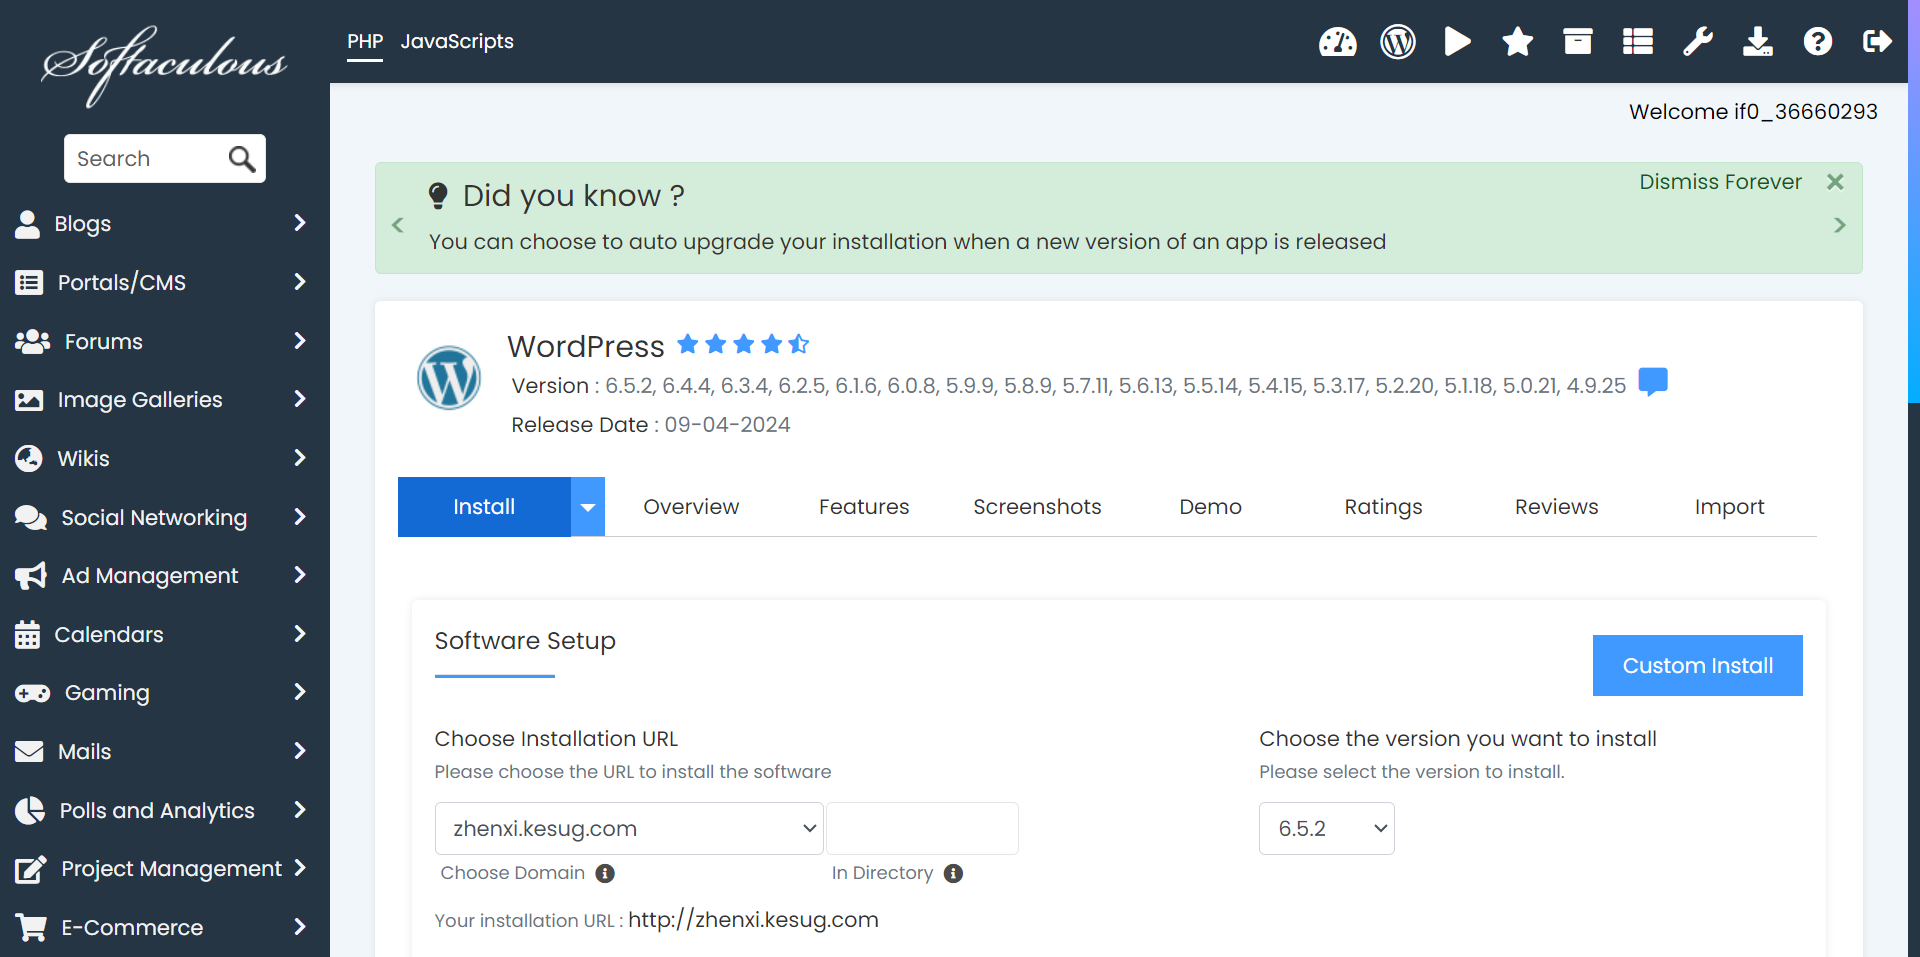 Softaculous
PHP JavaScripts
Welcome if0_36660293
Search
Blogs
Portals/CMS
Forums
Image Galleries
Wikis
Social Networking
Ad Management
Calendars
Gaming
Mails
Polls and Analytics
Project Management
E-Commerce
Did you know ?
Dismiss Forever
You can choose to auto upgrade your installation when a new version of an app is released
WordPress
Version : 6.5.2, 6.4.4, 6.3.4, 6.2.5, 6.1.6, 6.0.8, 5.9.9, 5.8.9, 5.7.11, 5.6.13, 5.5.14, 5.4.15, 5.3.17, 5.2.20, 5.1.18, 5.0.21, 4.9.25
Release Date : 09-04-2024
Install Overview Features Screenshots Demo Ratings Reviews Import
Software Setup
Custom Install
Choose Installation URL
Please choose the URL to install the software
zhenxi.kesug.com
Choose Domain In Directory
Your installation URL : http://zhenxi.kesug.com
Choose the version you want to install
Please select the version to install.
6.5.2